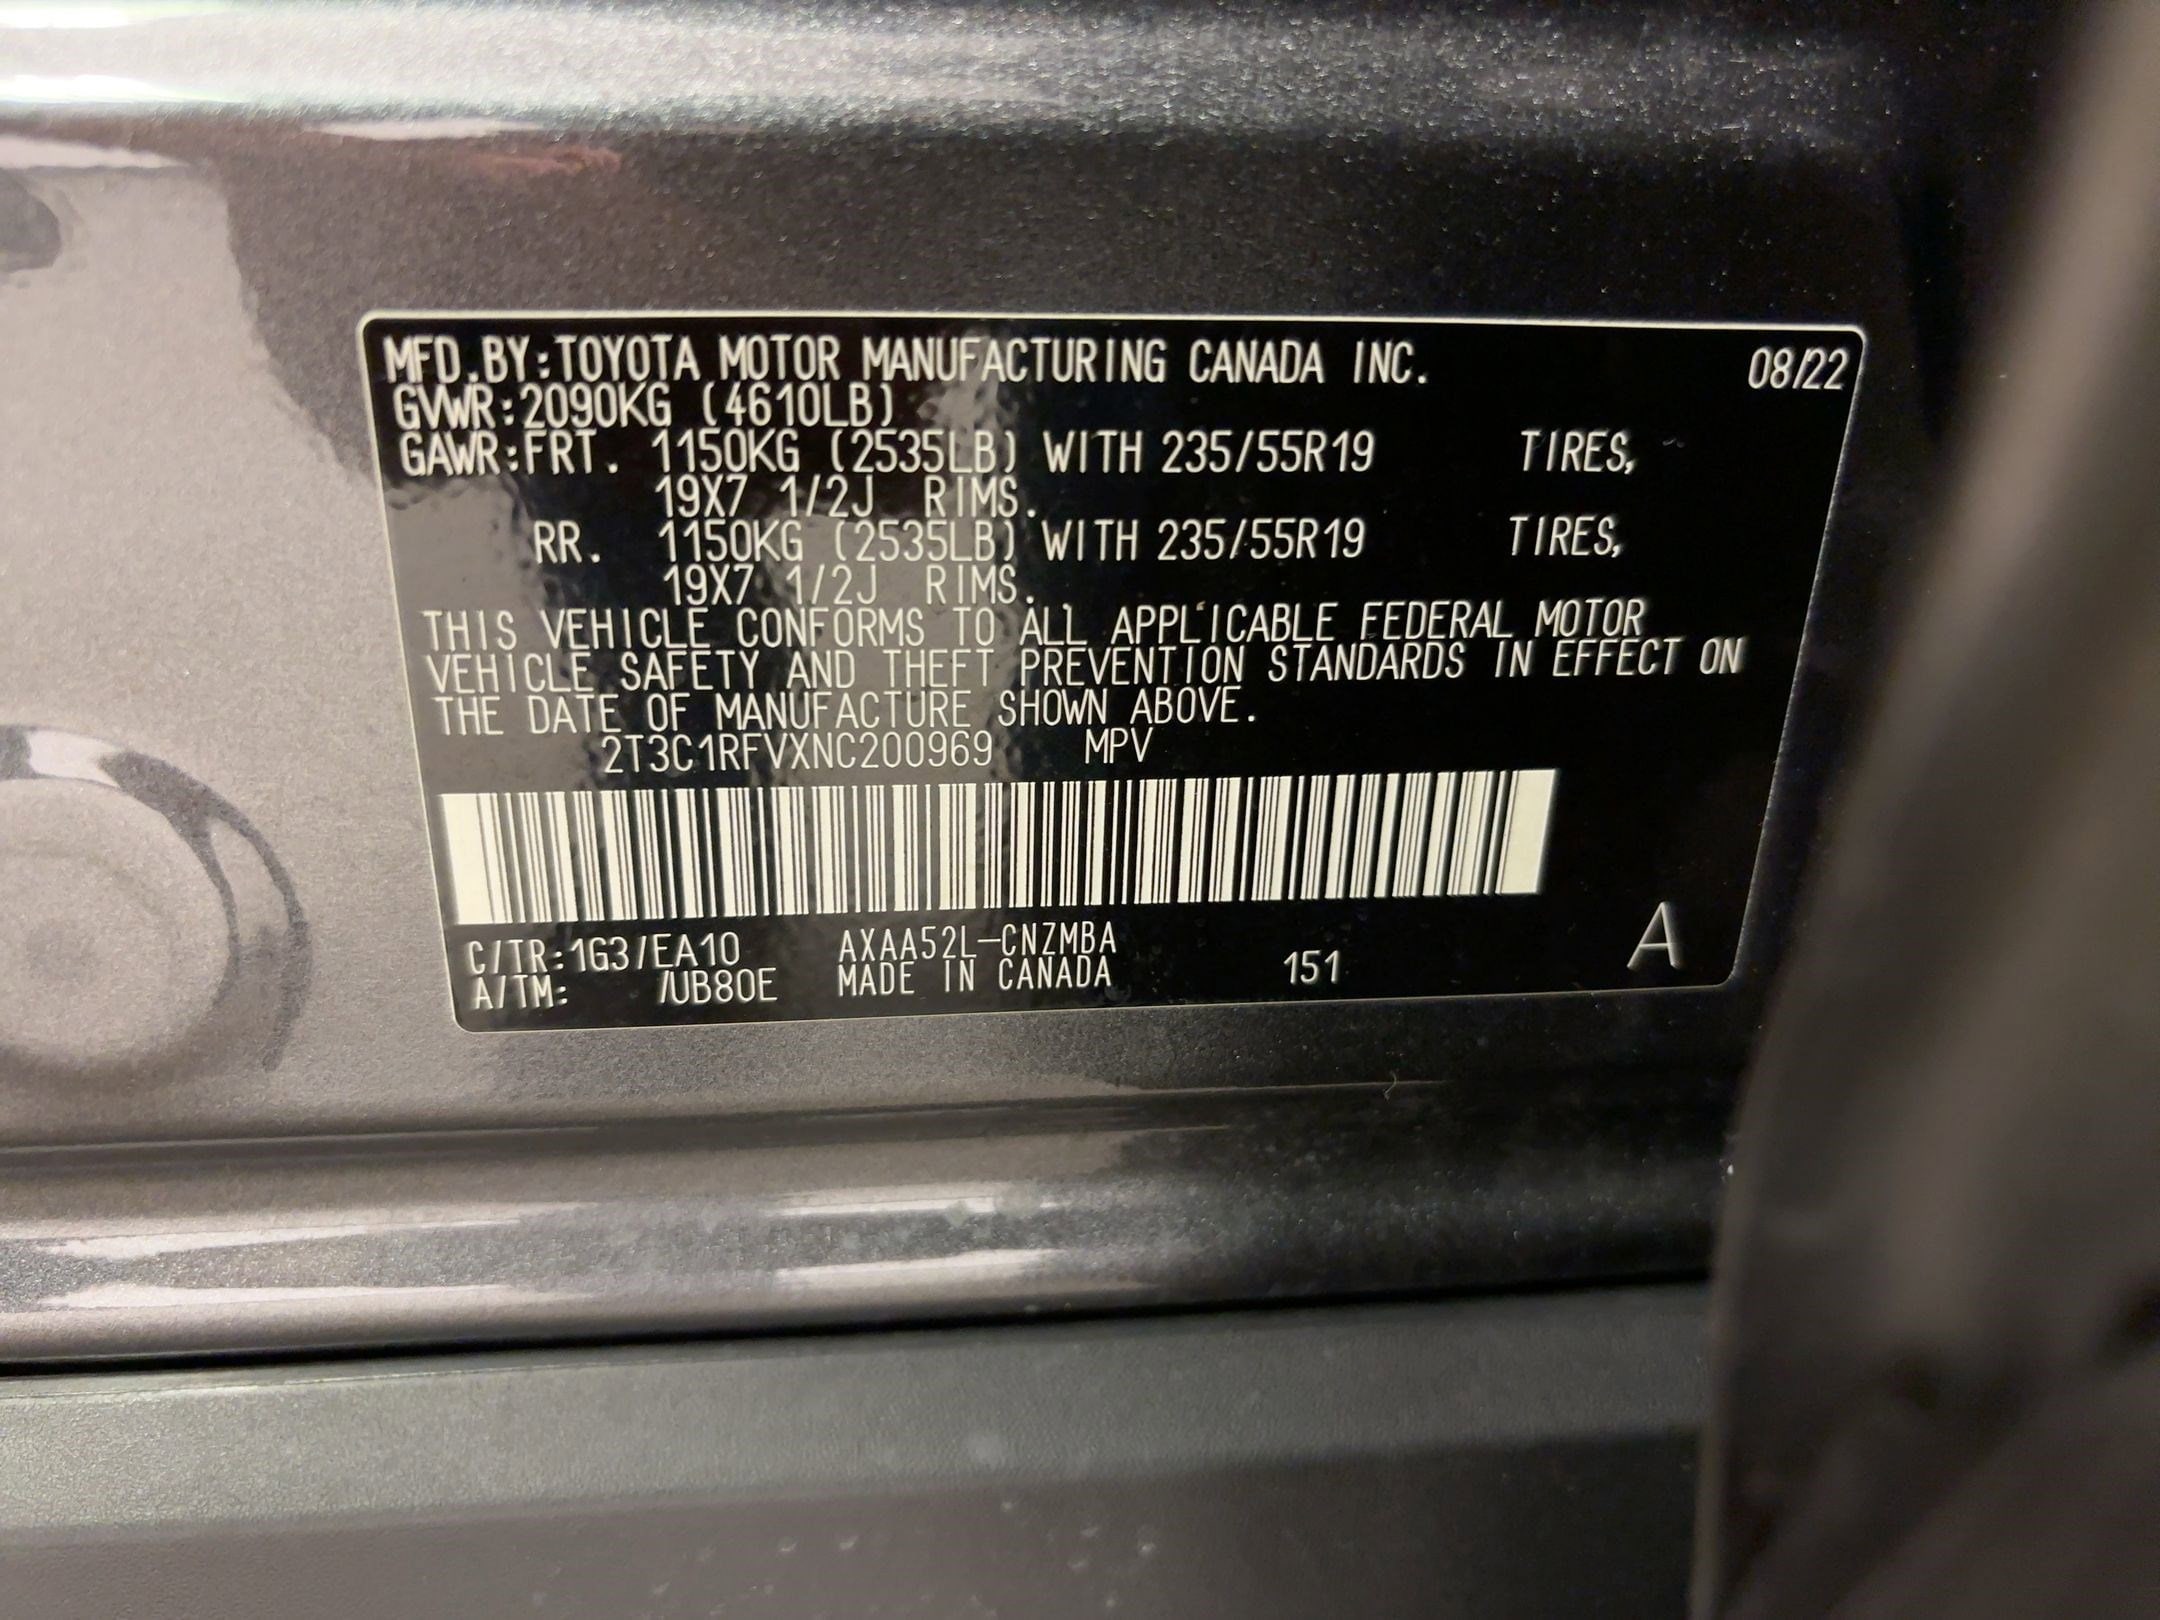 MFD.BY:TOYOTA MOTOR MANUFACTURING CANADA INC. 08/22
GVWR:2090KG (4610LB)
GAWR:FRT. 1150KG (2535LB) WITH 235/55R19 TIRES,
19X7 1/2J RIMS.
RR. 1150KG (2535LB) WITH 235/55R19 TIRES,
19X7 1/2J RIMS.
THIS VEHICLE CONFORMS TO ALL APPLICABLE FEDERAL MOTOR
VEHICLE SAFETY AND THEFT PREVENTION STANDARDS IN EFFECT ON
THE DATE OF MANUFACTURE SHOWN ABOVE.
2T3C1RFVXNC200969 MPV
C/TR:1G3/EA10 AXAA52L-CNZMBA
A/TM: /UB80E MADE IN CANADA 151 A